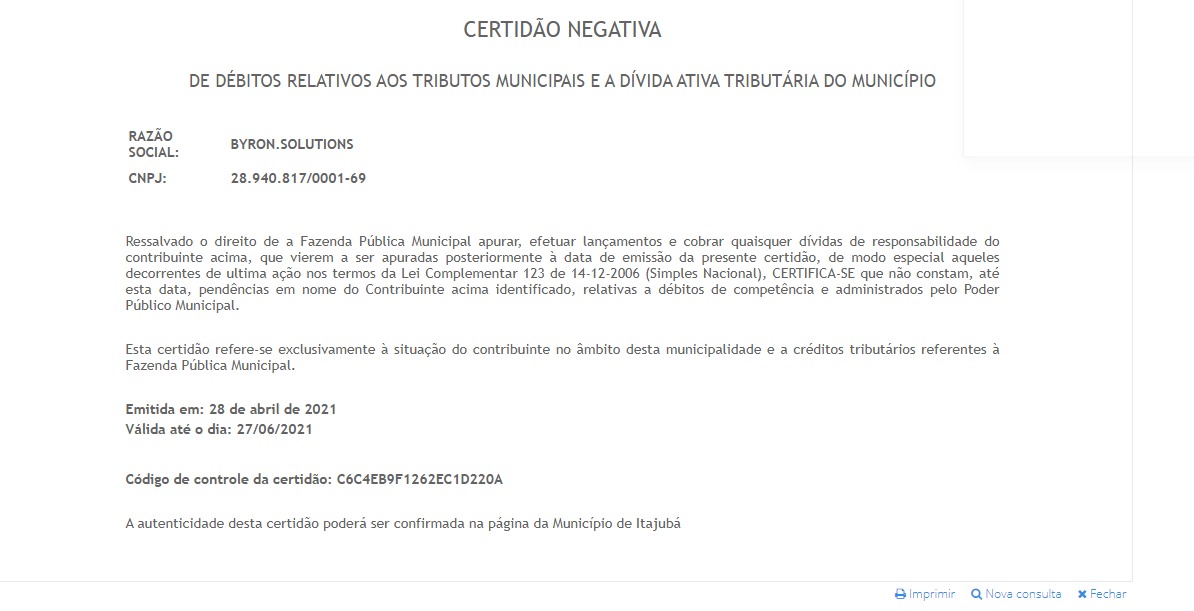 CERTIDÃO NEGATIVA
DE DÉBITOS RELATIVOS AOS TRIBUTOS MUNICIPAIS E A DÍVIDA ATIVA TRIBUTÁRIA DO MUNICÍPIO
RAZÃO
SOCIAL:
BYRON.SOLUTIONS
CNPJ:
28.940.817/0001-69
Ressalvado o direito de a Fazenda Pública Municipal apurar, efetuar lançamentos e cobrar quaisquer dívidas de responsabilidade do
contribuinte acima, que vierem a ser apuradas posteriormente à data de emissão da presente certidão, de modo especial aqueles
decorrentes de ultima ação nos termos da Lei Complementar 123 de 14-12-2006 (Simples Nacional), CERTIFICA-SE que não constam, até
esta data, pendências em nome do Contribuinte acima identificado, relativas a débitos de competência e administrados pelo Poder
Público Municipal.
Esta certidão refere-se exclusivamente à situação do contribuinte no âmbito desta municipalidade e a créditos tributários referentes à
Fazenda Pública Municipal.
Emitida em: 28 de abril de 2021
Válida até o dia: 27/06/2021
Código de controle da certidão: C6C4EB9F1262EC1D220A
A autenticidade desta certidão poderá ser confirmada na página da Município de Itajubá
Imprimir Nova consulta Fechar